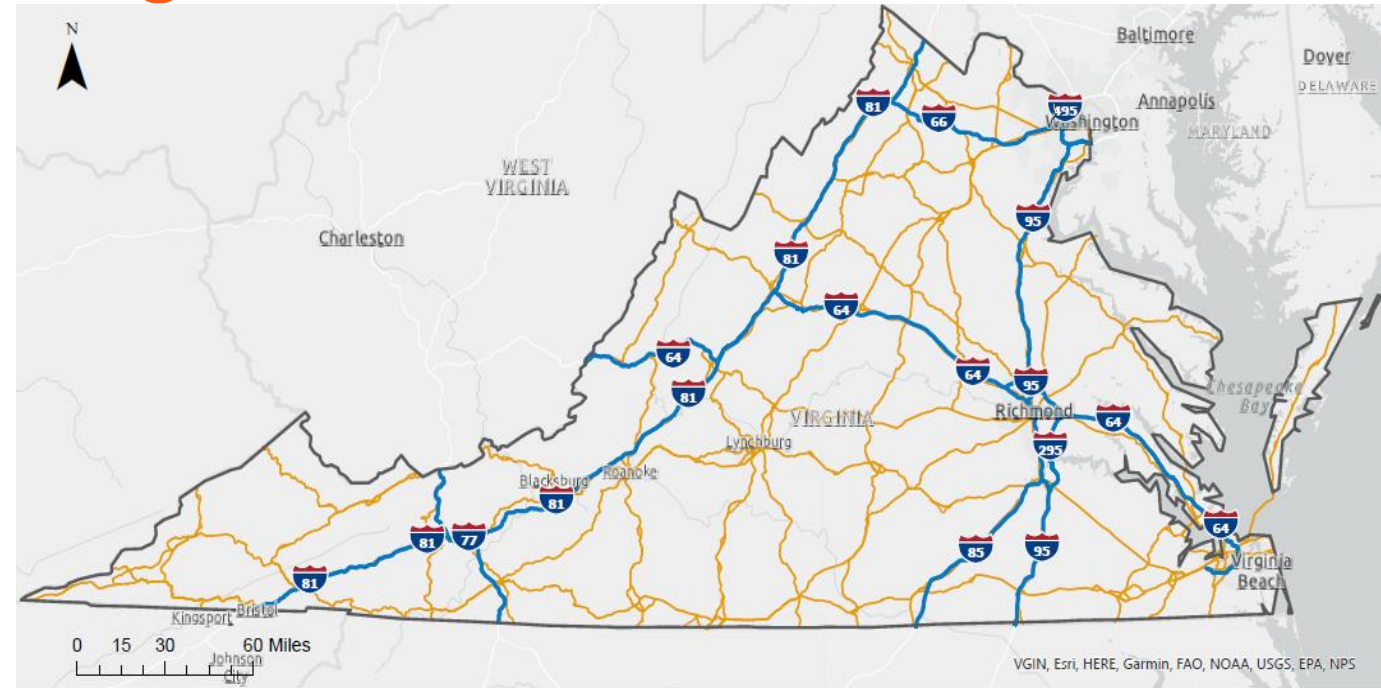 N
Baltimore
Dover
DELAWARE
81
66
495
Annapolis
Washington
MARYLAND
WEST
VIRGINIA
95
Charleston
81
64
64
64
95
81
Chesapeake
Bay
VIRGINIA
Richmond
64
Lynchburg
295
Roanoke
Blacksburg
81
64
81
77
85
95
Virginia
Beach
81
Kingsport
Bristol
0 15 30 60 Miles
Johnson
City
VGIN, Esri, HERE, Garmin, FAO, NOAA, USGS, EPA, NPS